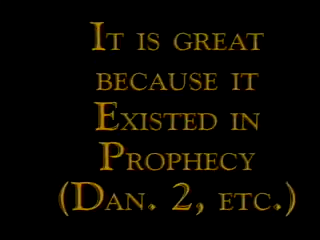 It is great
because it
Existed in
Prophecy
(Dan. 2, etc.)